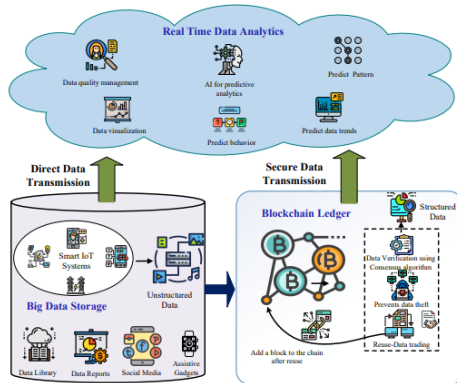 Real Time Data Analytics
Data quality management
AI for predictive
analytics
Predict Pattern
Data visualization
Predict behavior
Predict data trends
Direct Data
Transmission
Secure Data
Transmission
Smart IoT
Systems
Unstructured
Data
Big Data Storage
Data Library
Data Reports
Social Media
Assistive
Gadgets
Blockchain Ledger
Structured
Data
Data Verification using
Consensus algorithm
Prevents data theft
Reuse-Data trading
Add a block to the chain
after reuse